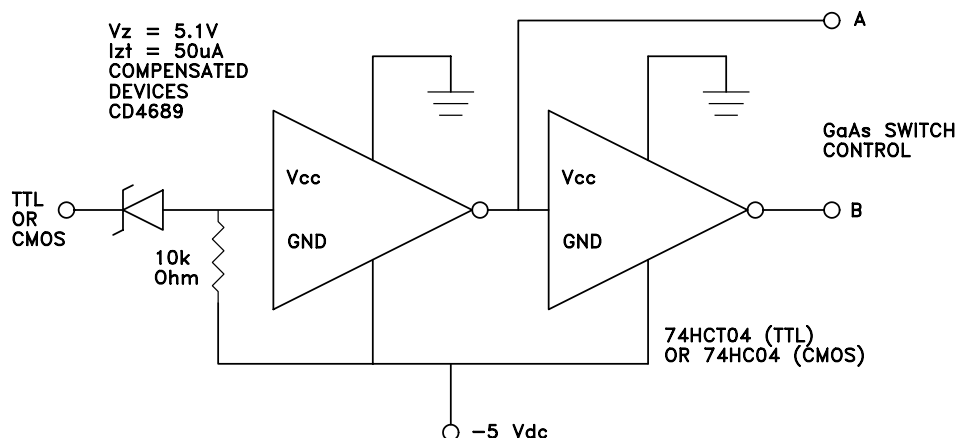 Vz = 5.1V
Izt = 50uA
COMPENSATED
DEVICES
CD4689
A
GaAs SWITCH
CONTROL
Vcc
Vcc
TTL
OR
CMOS
B
GND
GND
10k
Ohm
74HCT04 (TTL)
OR 74HC04 (CMOS)
-5 Vdc